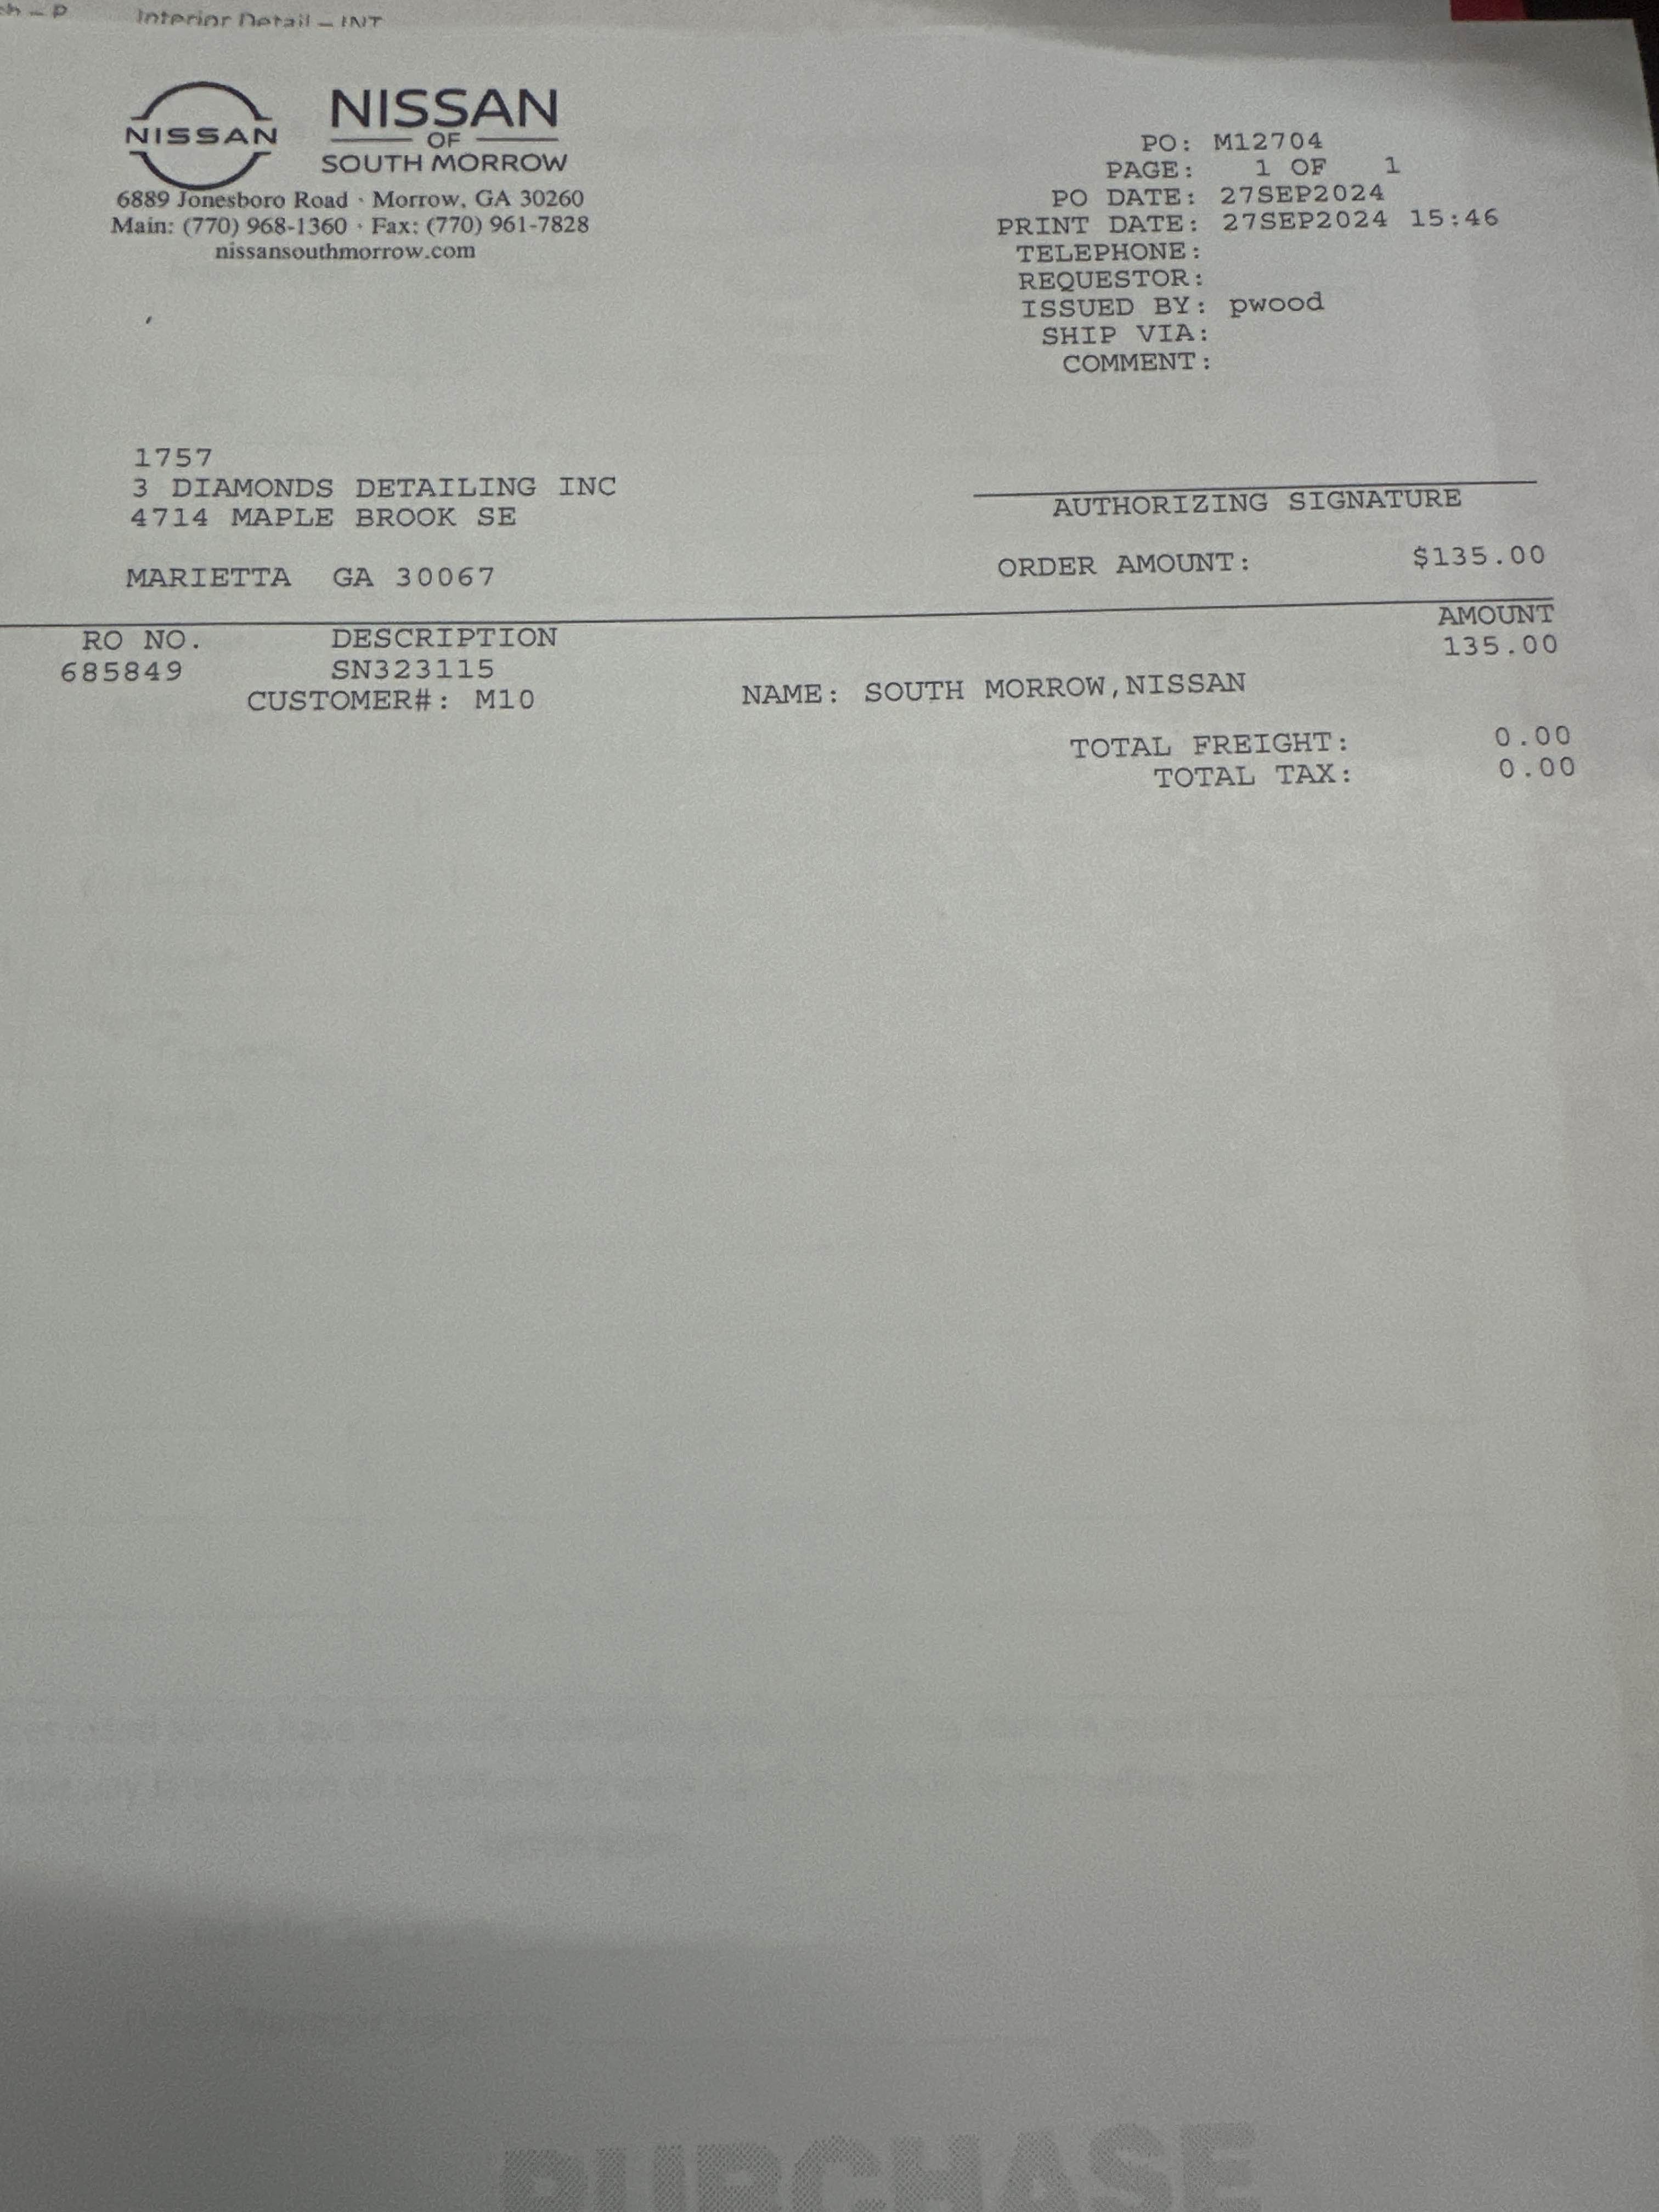 Interior Detail – INT
NISSAN
NISSAN
OF
SOUTH MORROW
6889 Jonesboro Road · Morrow, GA 30260
Main: (770) 968-1360 · Fax: (770) 961-7828
nissansouthmorrow.com
PO: M12704
PAGE: 1 OF 1
PO DATE: 27SEP2024
PRINT DATE: 27SEP2024 15:46
TELEPHONE:
REQUESTOR:
ISSUED BY: pwood
SHIP VIA:
COMMENT:
1757
3 DIAMONDS DETAILING INC
4714 MAPLE BROOK SE
MARIETTA GA 30067
AUTHORIZING SIGNATURE
ORDER AMOUNT: $135.00
RO NO. DESCRIPTION AMOUNT
685849 SN323115 135.00
CUSTOMER#: M10 NAME: SOUTH MORROW,NISSAN
TOTAL FREIGHT: 0.00
TOTAL TAX: 0.00
PURCHASE